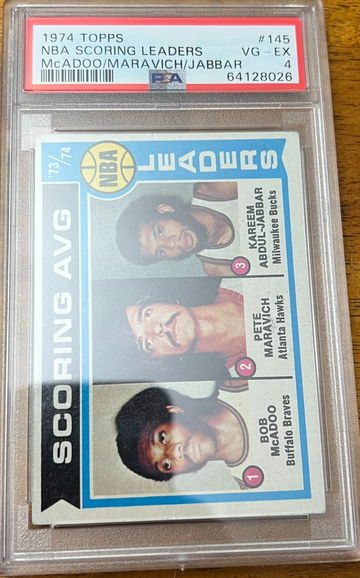 1974 TOPPS #145
NBA SCORING LEADERS VG - EX
McADOO/MARAVICH/JABBAR 4
PSA 64128026
'73/'74 SCORING AVG
NBA LEADERS
1
BOB
McADOO
Buffalo Braves
2
PETE
MARAVICH
Atlanta Hawks
3
KAREEM
ABDUL-JABBAR
Milwaukee Bucks